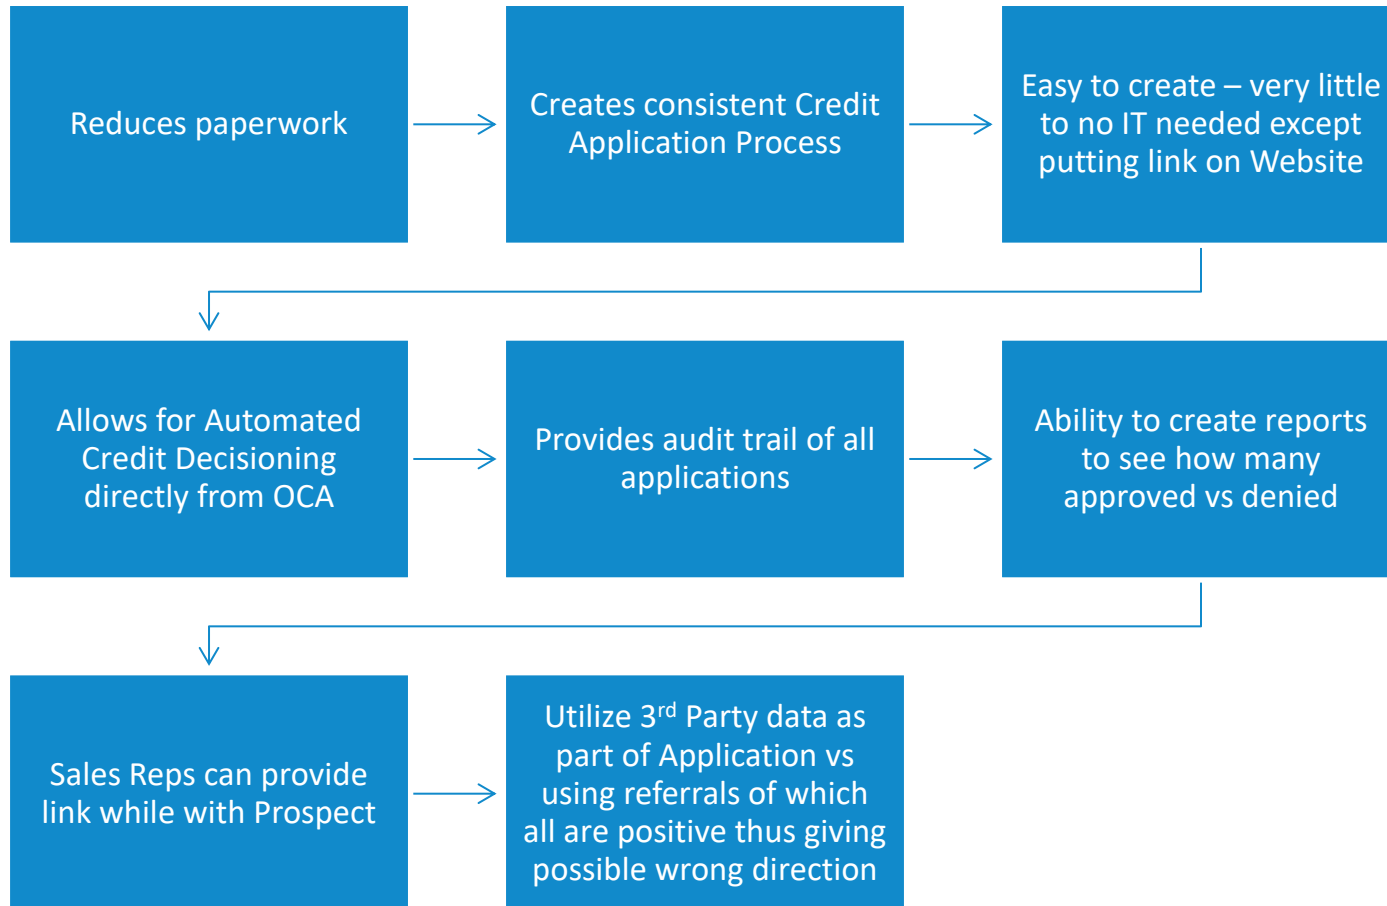 Reduces paperwork
Creates consistent Credit
Application Process
Easy to create – very little
to no IT needed except
putting link on Website
Allows for Automated
Credit Decisioning
directly from OCA
Provides audit trail of all
applications
Ability to create reports
to see how many
approved vs denied
Sales Reps can provide
link while with Prospect
Utilize 3rd Party data as
part of Application vs
using referrals of which
all are positive thus giving
possible wrong direction